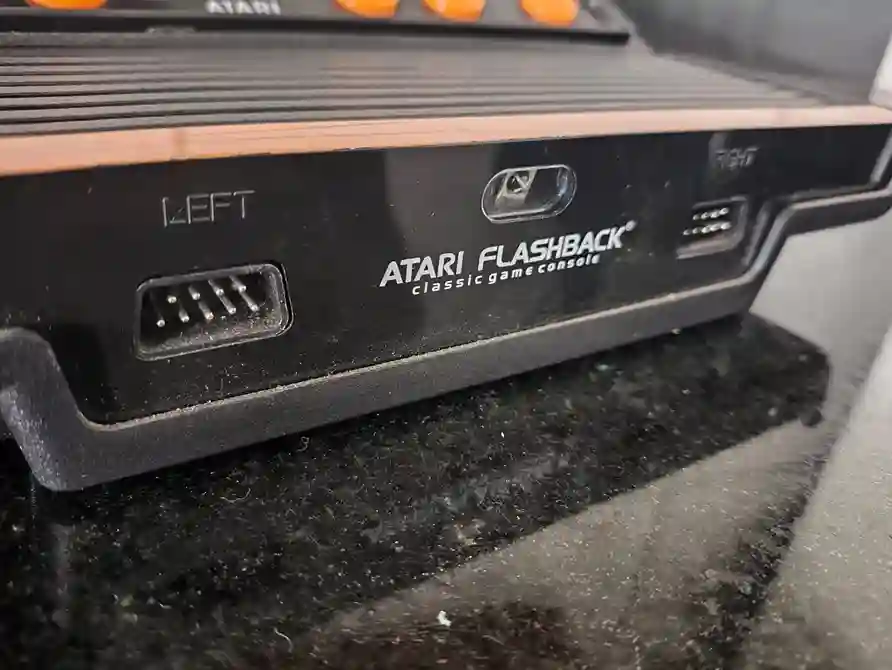 ATARI
LEFT
RIGHT
ATARI FLASHBACK®
classic game console